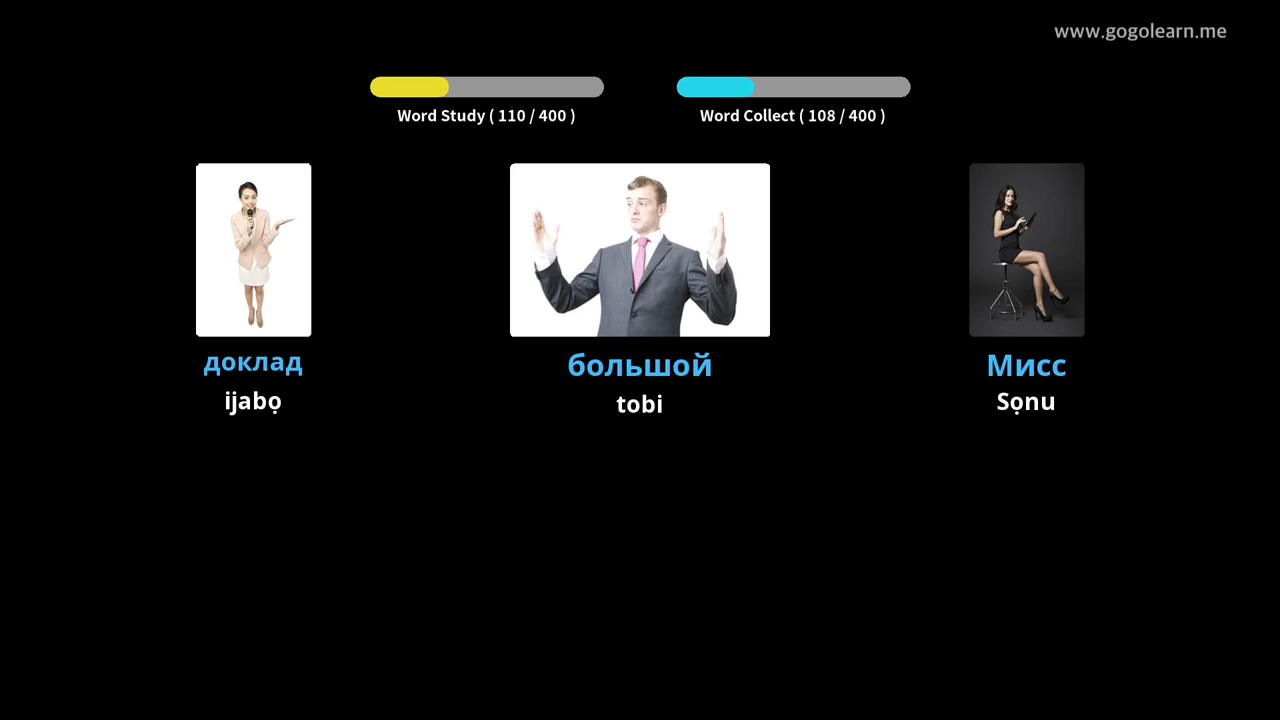 www.gogolearn.me
Word Study ( 110 / 400 )
Word Collect ( 108 / 400 )
доклад
большой
Мисс
ijabọ
tobi
Sọnu